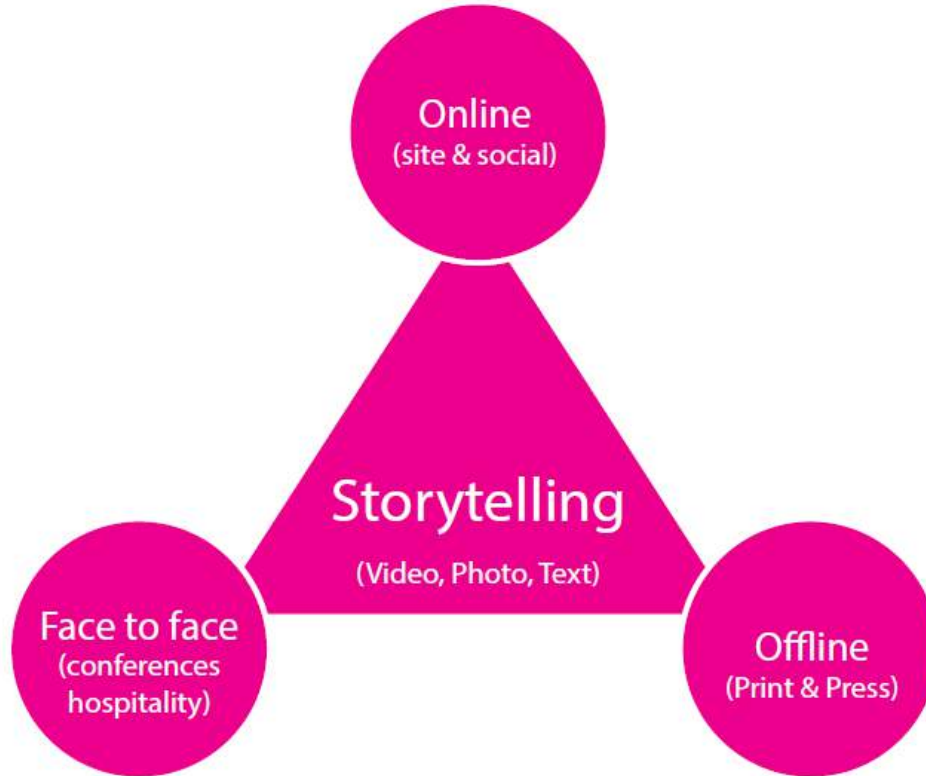 Online
(site & social)
Storytelling
(Video, Photo, Text)
Face to face
(conferences
hospitality)
Offline
(Print & Press)